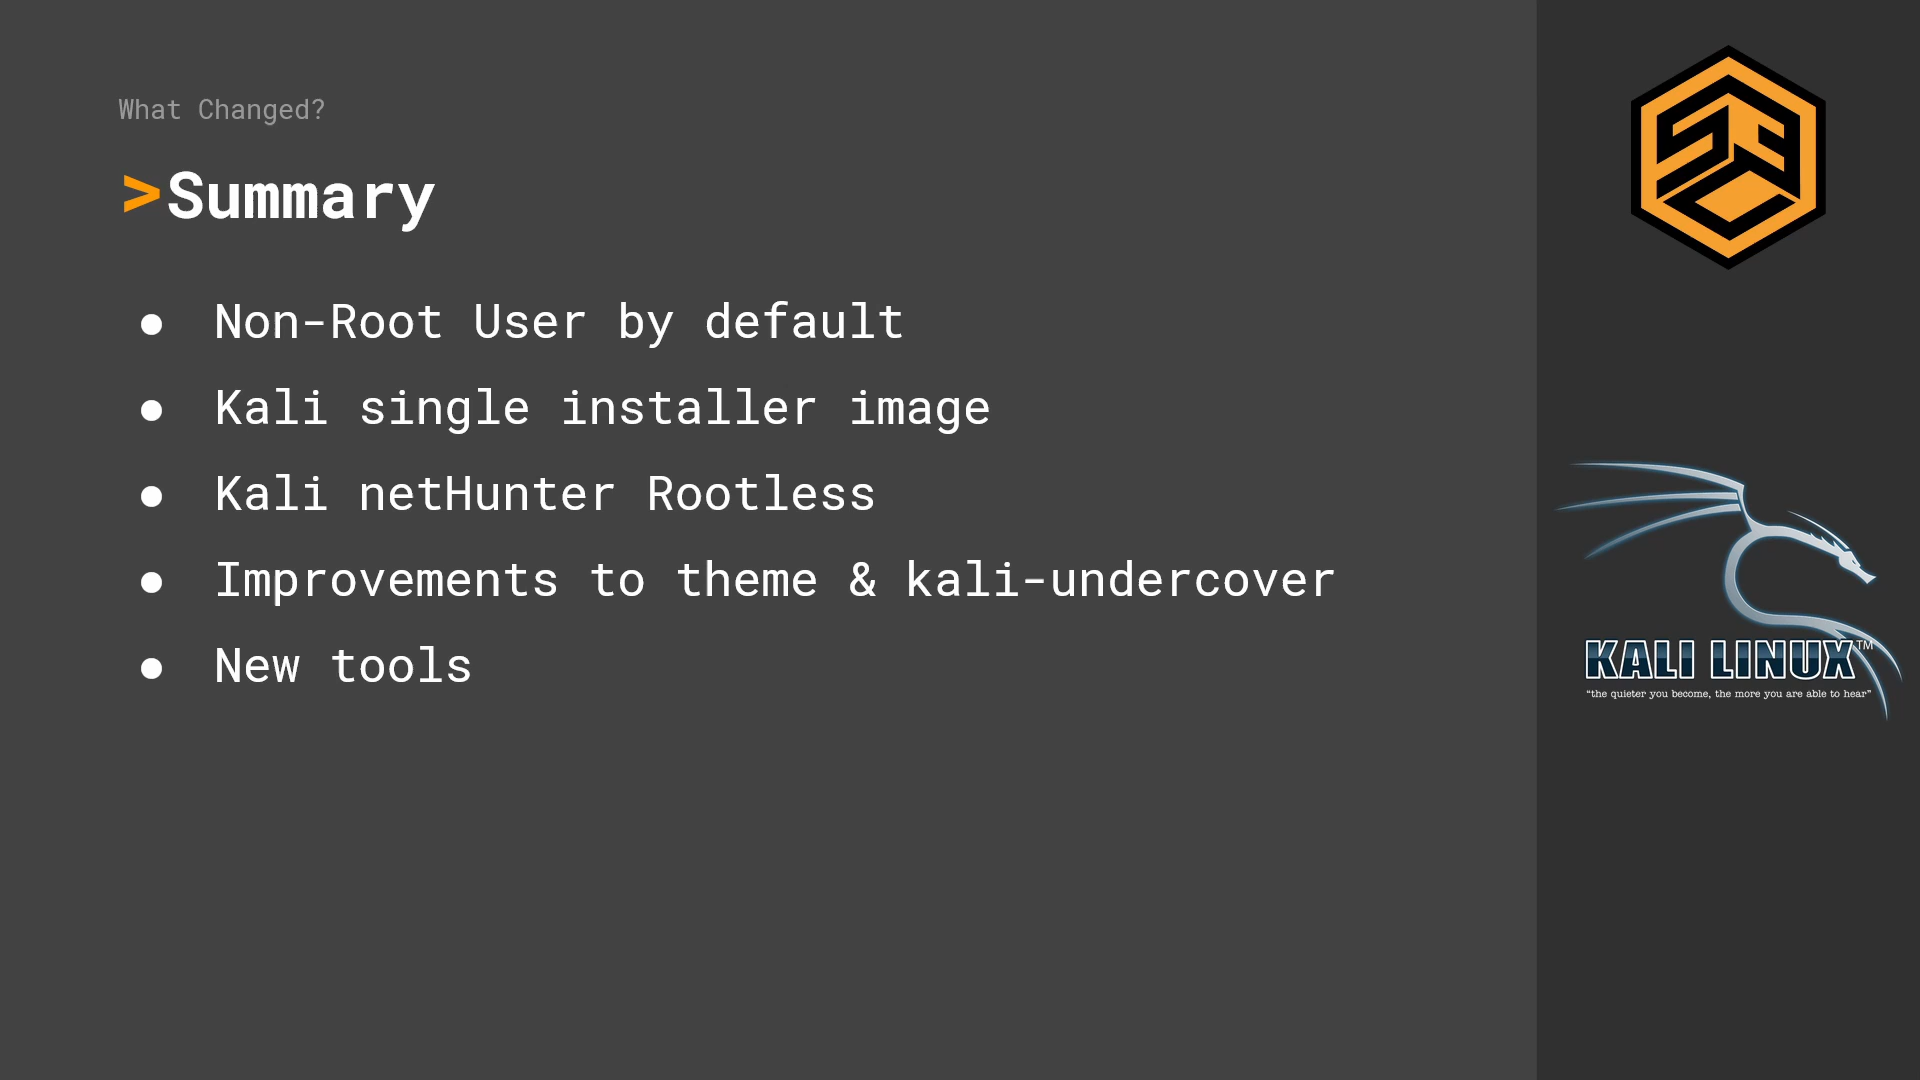 What Changed?
>Summary
● Non-Root User by default
● Kali single installer image
● Kali netHunter Rootless
● Improvements to theme & kali-undercover
● New tools
KALI LINUX™
“the quieter you become, the more you are able to hear”